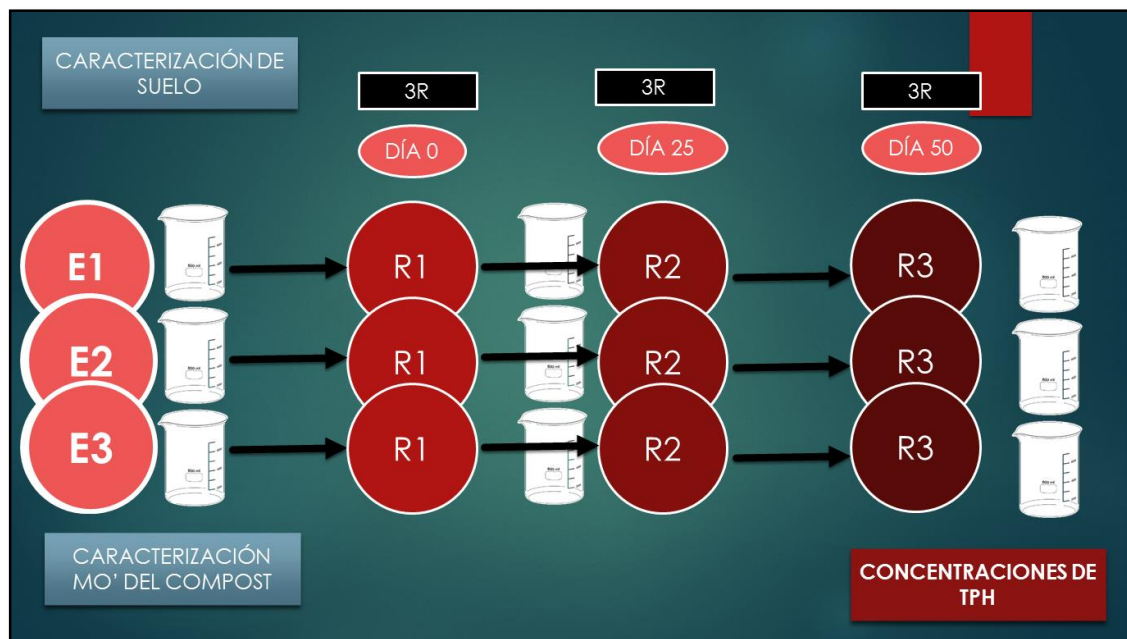 CARACTERIZACIÓN DE
SUELO
3R
3R
3R
DÍA 0
DÍA 25
DÍA 50
E1
R1
R2
R3
E2
R1
R2
R3
E3
R1
R2
R3
CARACTERIZACIÓN
MO' DEL COMPOST
CONCENTRACIONES DE
TPH